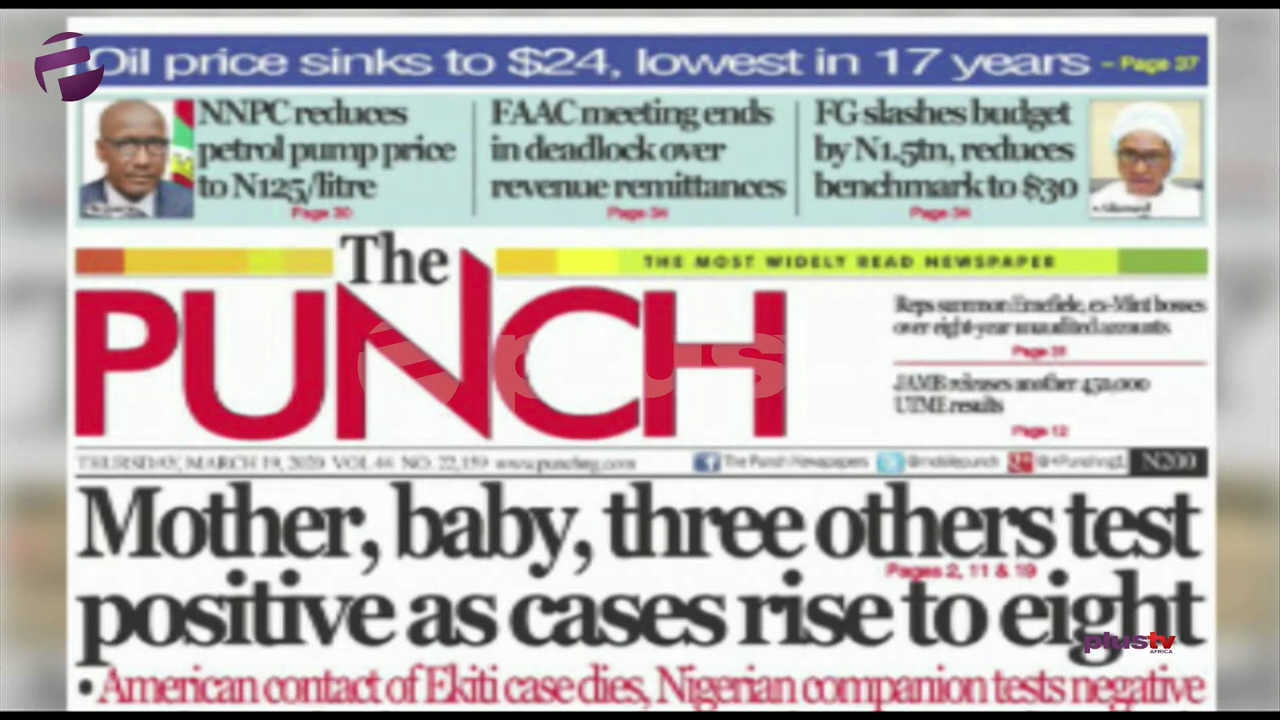 Oil price sinks to $24, lowest in 17 years – Page 37
NNPC reduces
petrol pump price
to N125/litre
Page 30
FAAC meeting ends
in deadlock over
revenue remittances
Page 34
FG slashes budget
by N1.5tn, reduces
benchmark to $30
Page 34
•Ahmed
The
PUNCH
THE MOST WIDELY READ NEWSPAPER
Reps summon Emefiele, ex-Mint bosses
over eight-year unaudited accounts
Page 31
JAMB releases another 450,000
UTME results
Page 12
plus
THURSDAY, MARCH 19, 2020 VOL 44 NO. 22,159 www.punchng.com
The Punch Newspapers
@mobilepunch
N200
Mother, baby, three others test
positive as cases rise to eight
Pages 2, 11 & 19
•American contact of Ekiti case dies, Nigerian companion tests negative
plustv
AFRICA